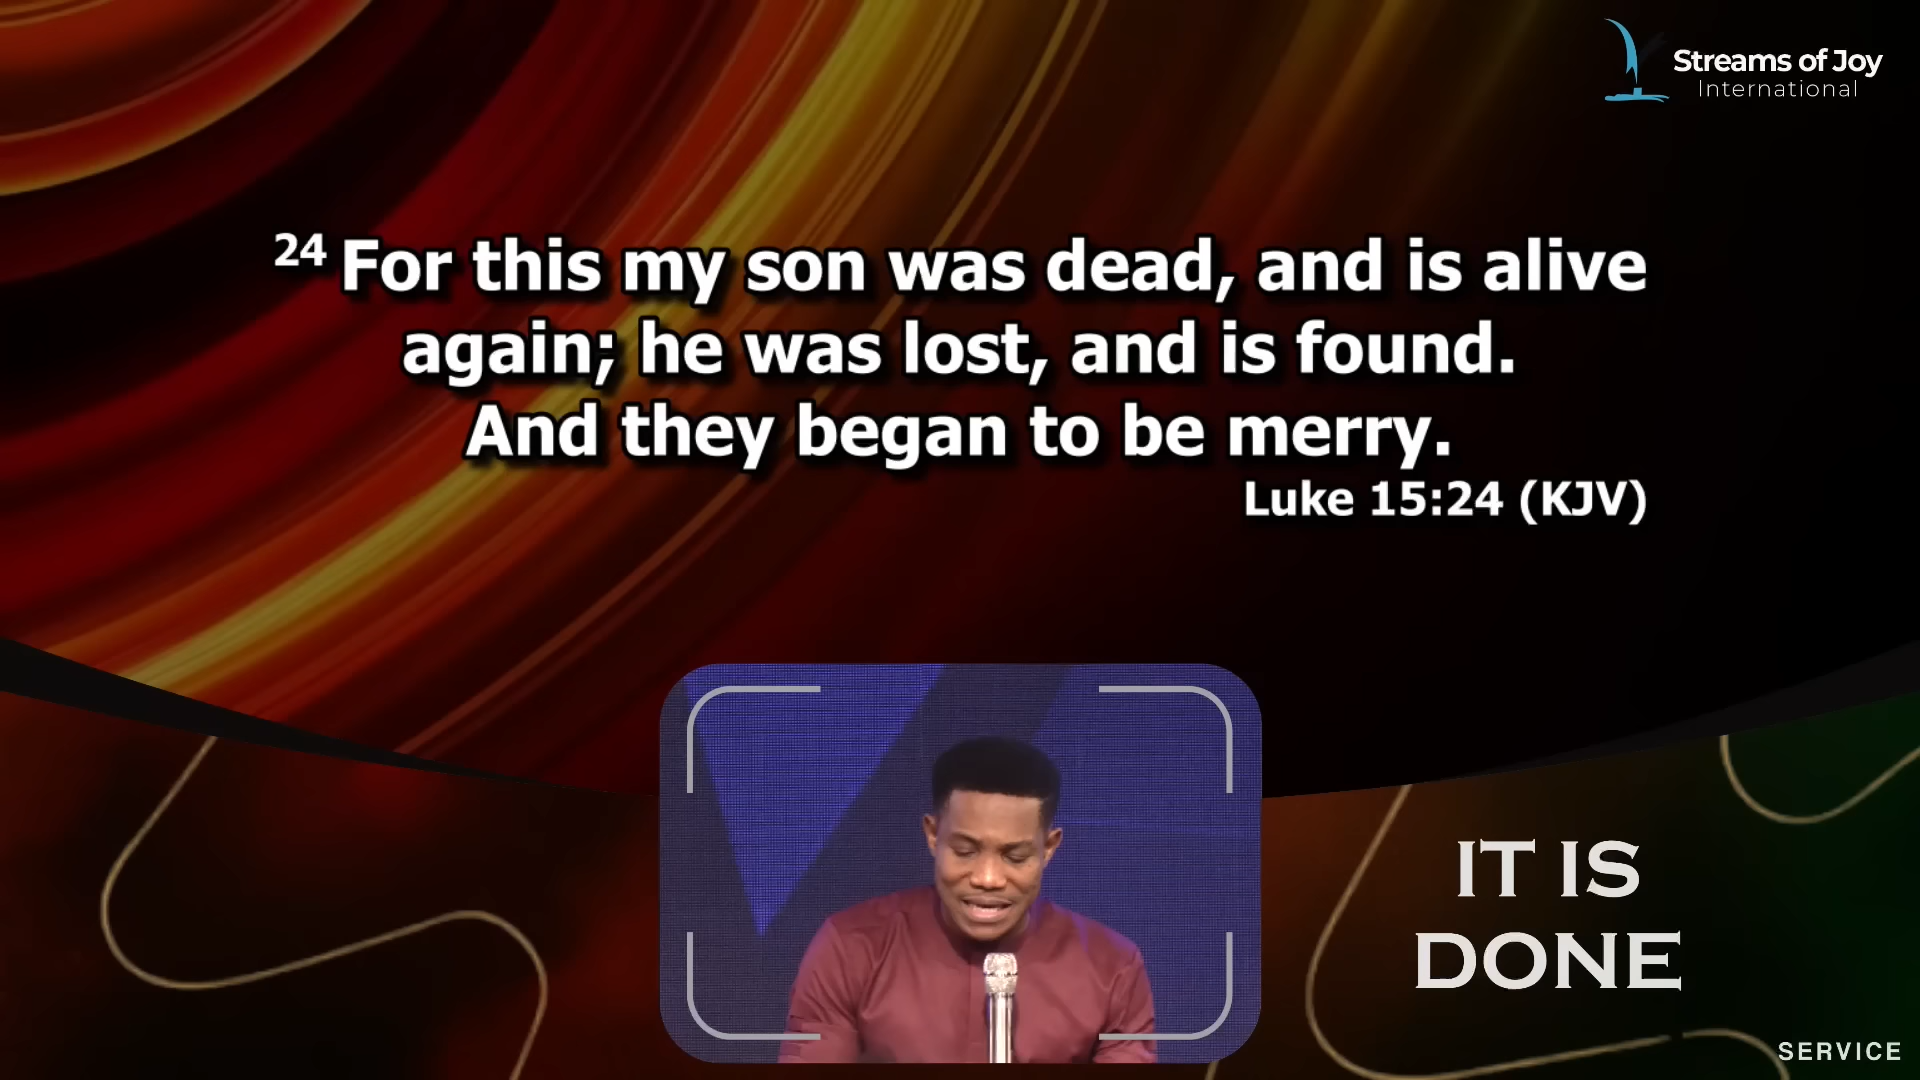 Streams of Joy
International
24 For this my son was dead, and is alive
again; he was lost, and is found.
And they began to be merry.
Luke 15:24 (KJV)
IT IS
DONE
SERVICE